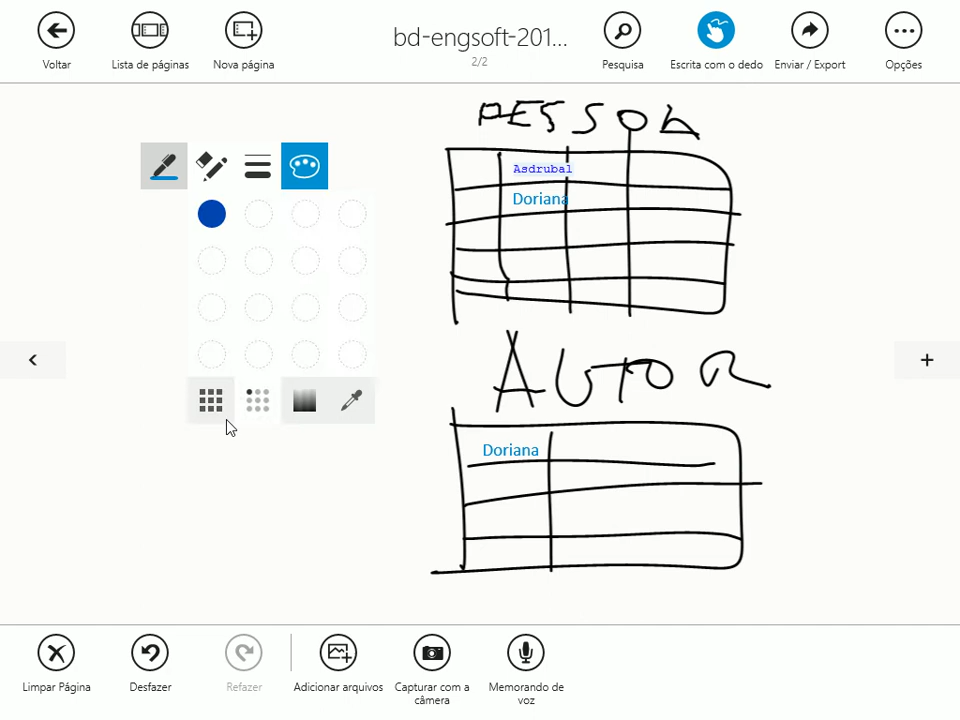 Voltar
Lista de páginas
Nova página
bd-engsoft-201...
2/2
Pesquisa
Escrita com o dedo
Enviar / Export
Opções
PESSOA
Asdrubal
Doriana
AUTOR
Doriana
Limpar Página
Desfazer
Refazer
Adicionar arquivos
Capturar com a
câmera
Memorando de
voz